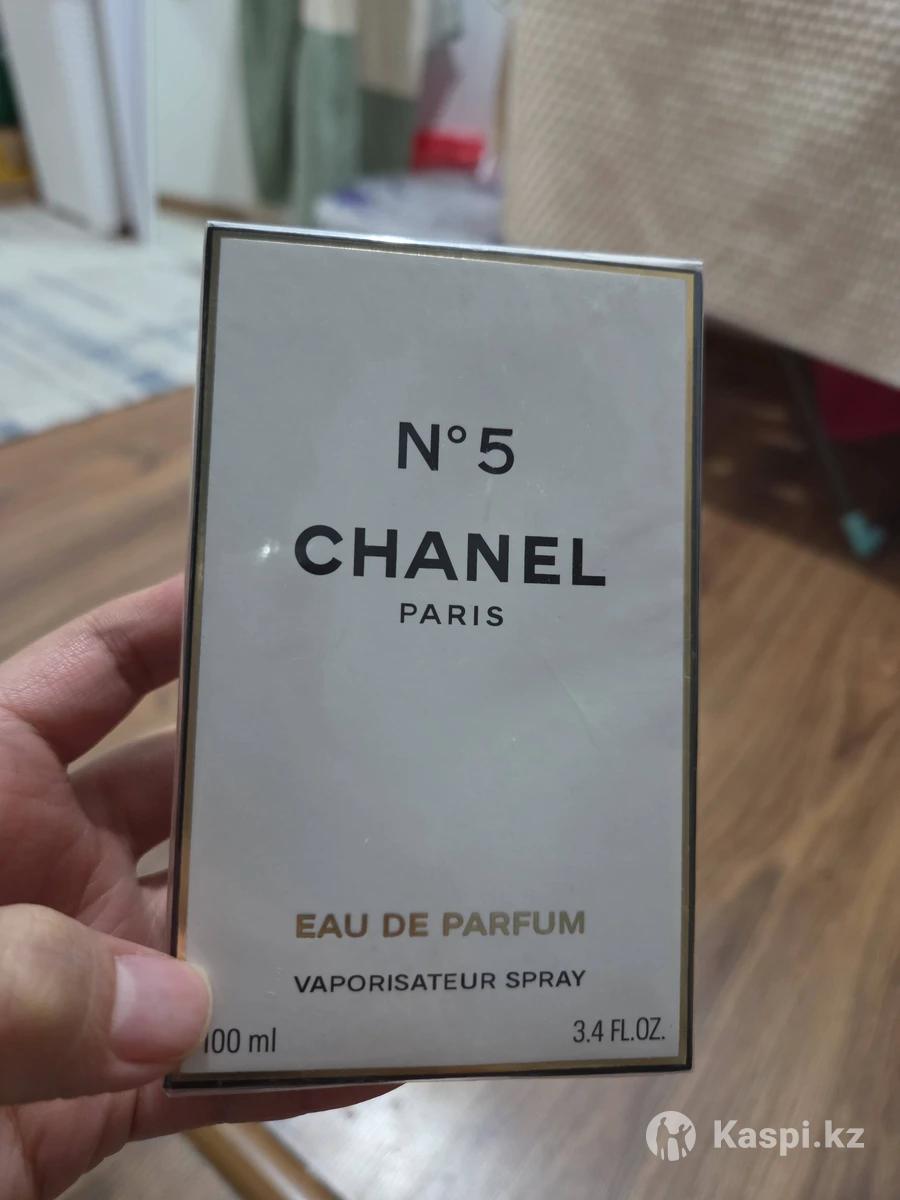 N° 5
CHANEL
PARIS
EAU DE PARFUM
VAPORISATEUR SPRAY
100 ml
3.4 FL.OZ.
Kaspi.kz